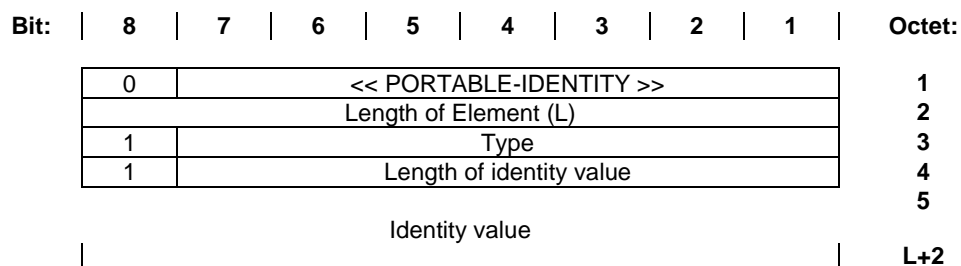 Bit: 8 7 6 5 4 3 2 1 Octet:
0 << PORTABLE-IDENTITY >> 1
Length of Element (L) 2
1 Type 3
1 Length of identity value 4
5
Identity value
L+2